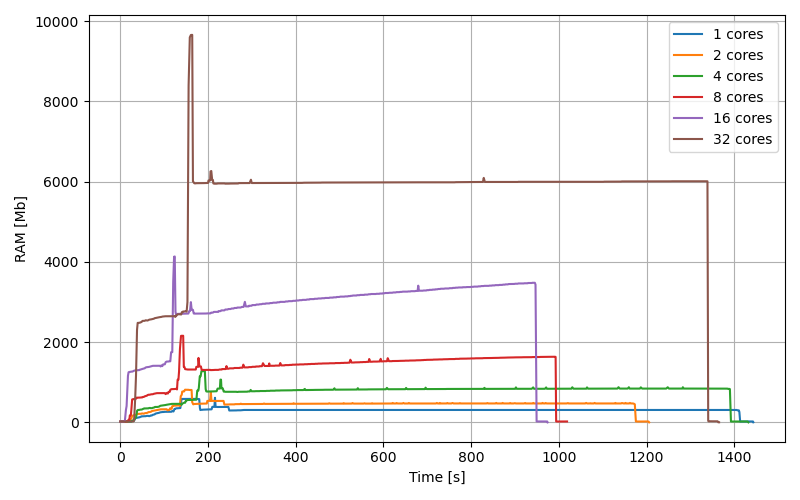 10000
8000
6000
4000
2000
0
RAM [Mb]
1 cores
2 cores
4 cores
8 cores
16 cores
32 cores
0 200 400 600 800 1000 1200 1400
Time [s]